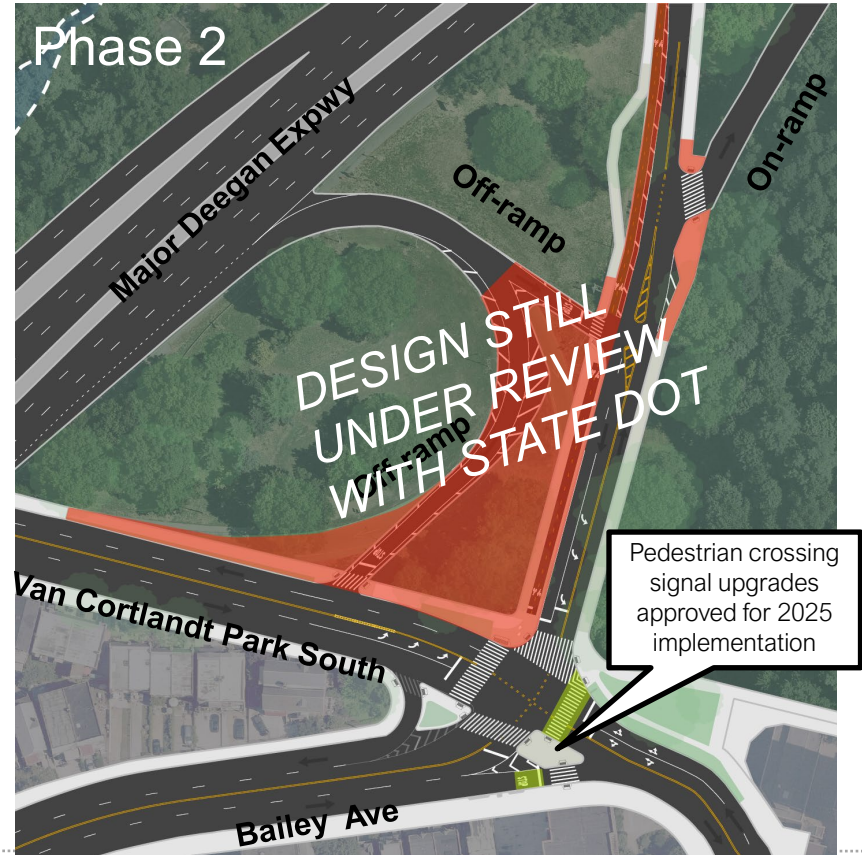 Phase 2
Major Deegan Expwy
Off-ramp
On-ramp
DESIGN STILL
UNDER REVIEW
WITH STATE DOT
Off-ramp
Pedestrian crossing
signal upgrades
approved for 2025
implementation
Van Cortlandt Park South
Bailey Ave